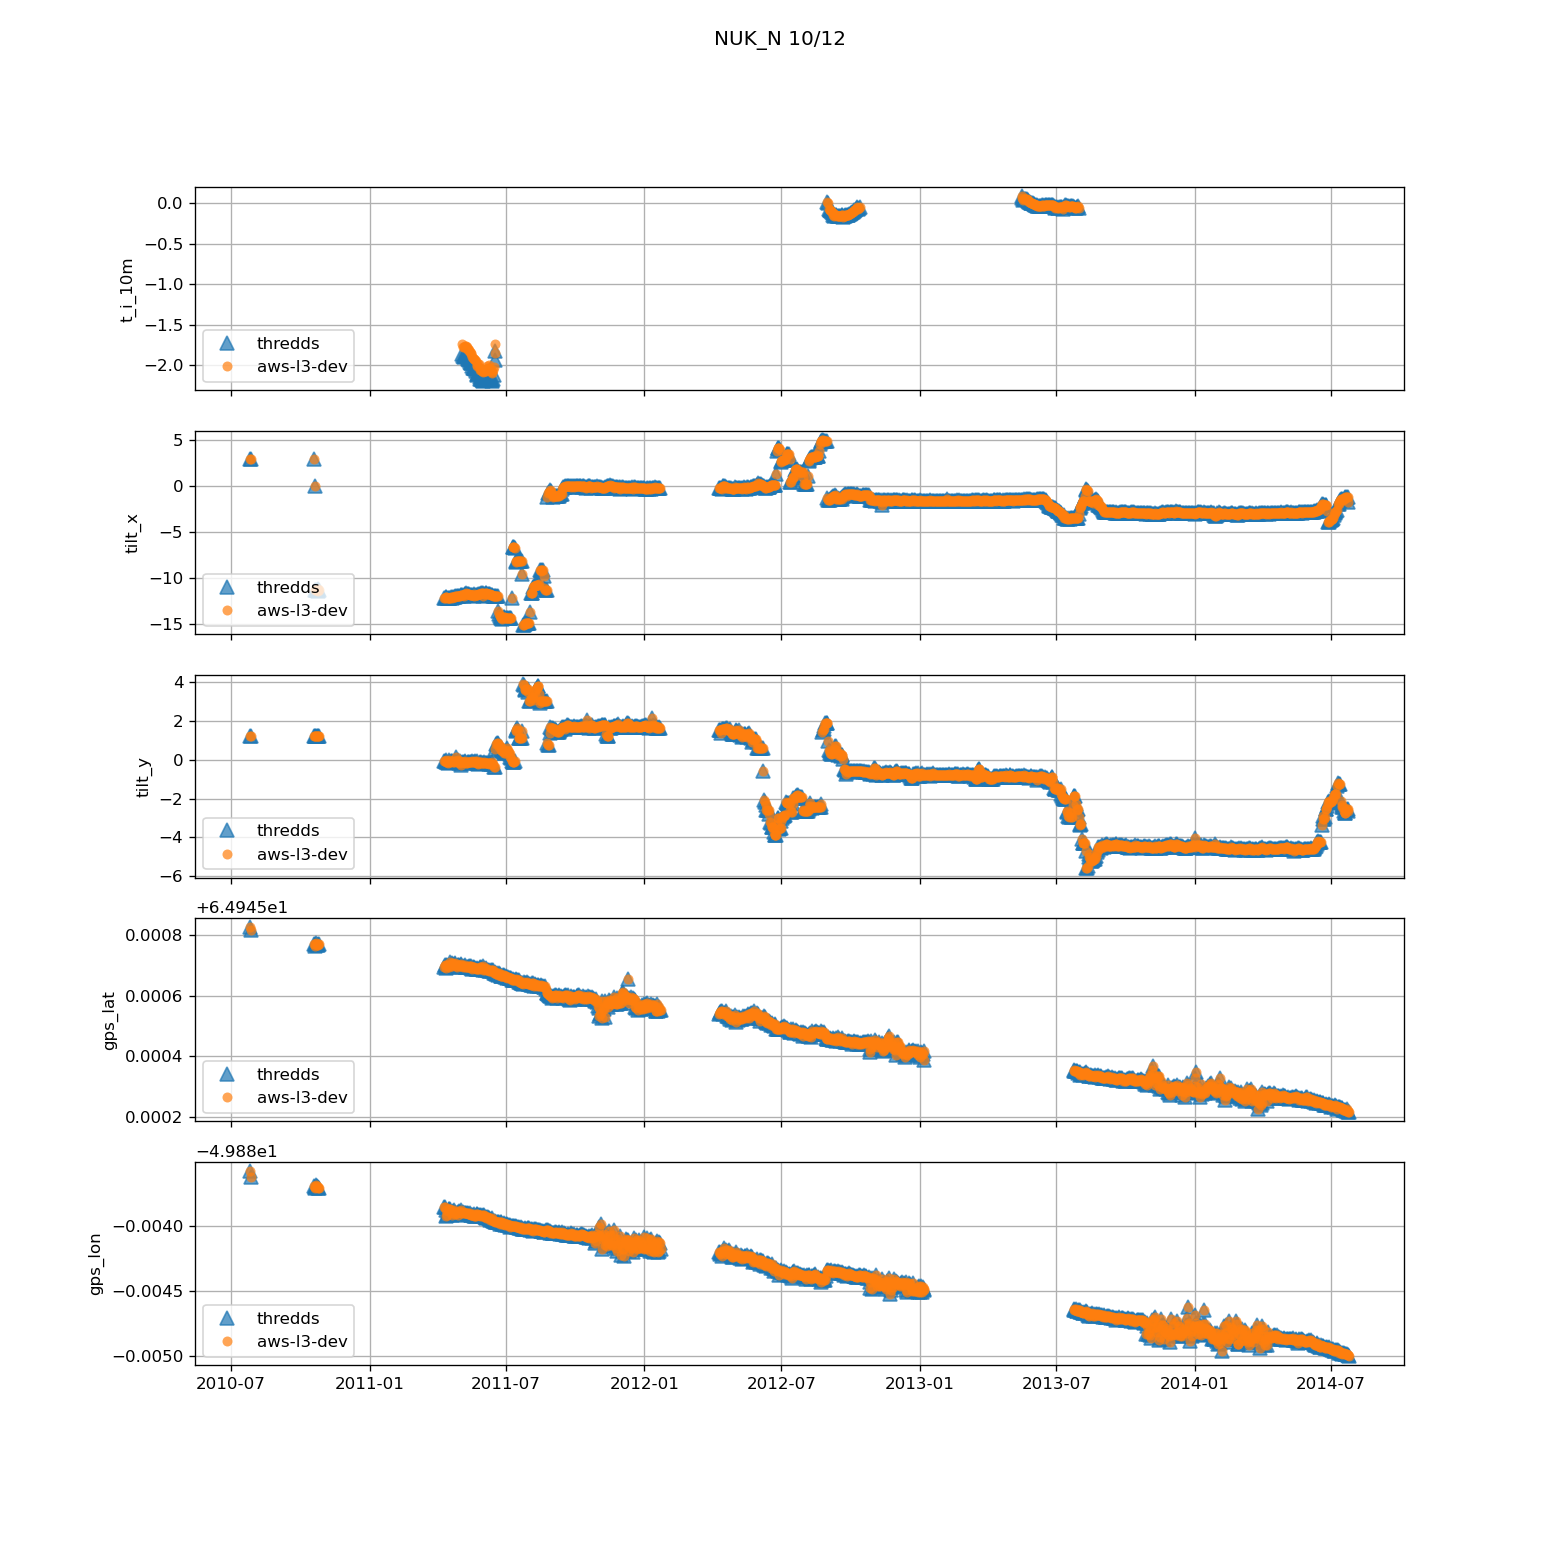 NUK_N 10/12
0.0
−0.5
−1.0
−1.5
−2.0
t_i_10m
thredds
aws-l3-dev
5
0
−5
−10
−15
tilt_x
thredds
aws-l3-dev
4
2
0
−2
−4
−6
tilt_y
thredds
aws-l3-dev
+6.4945e1
0.0008
0.0006
0.0004
0.0002
gps_lat
thredds
aws-l3-dev
−4.988e1
−0.0040
−0.0045
−0.0050
gps_lon
thredds
aws-l3-dev
2010-07 2011-01 2011-07 2012-01 2012-07 2013-01 2013-07 2014-01 2014-07